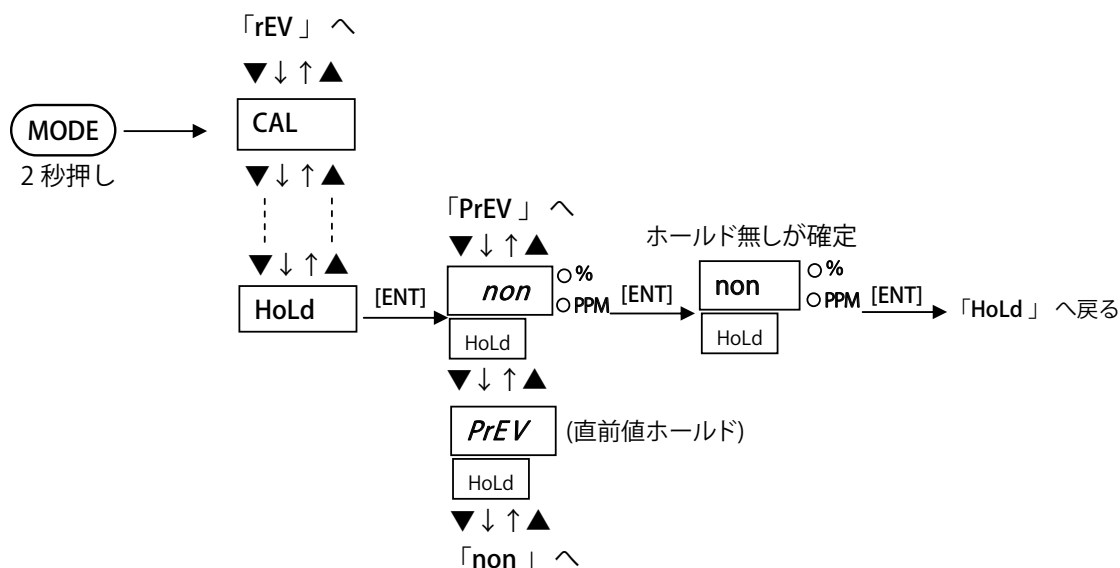 「rEV 」 へ
▼↓↑▲
MODE
CAL
2 秒押し
▼↓↑▲
▼↓↑▲
HoLd
[ENT]
「PrEV 」 へ
▼↓↑▲
non
○%
○PPM
HoLd
▼↓↑▲
PrEV
(直前値ホールド)
HoLd
▼↓↑▲
「non 」 へ
[ENT]
ホールド無しが確定
non
○%
○PPM
HoLd
[ENT]
「HoLd 」 へ戻る